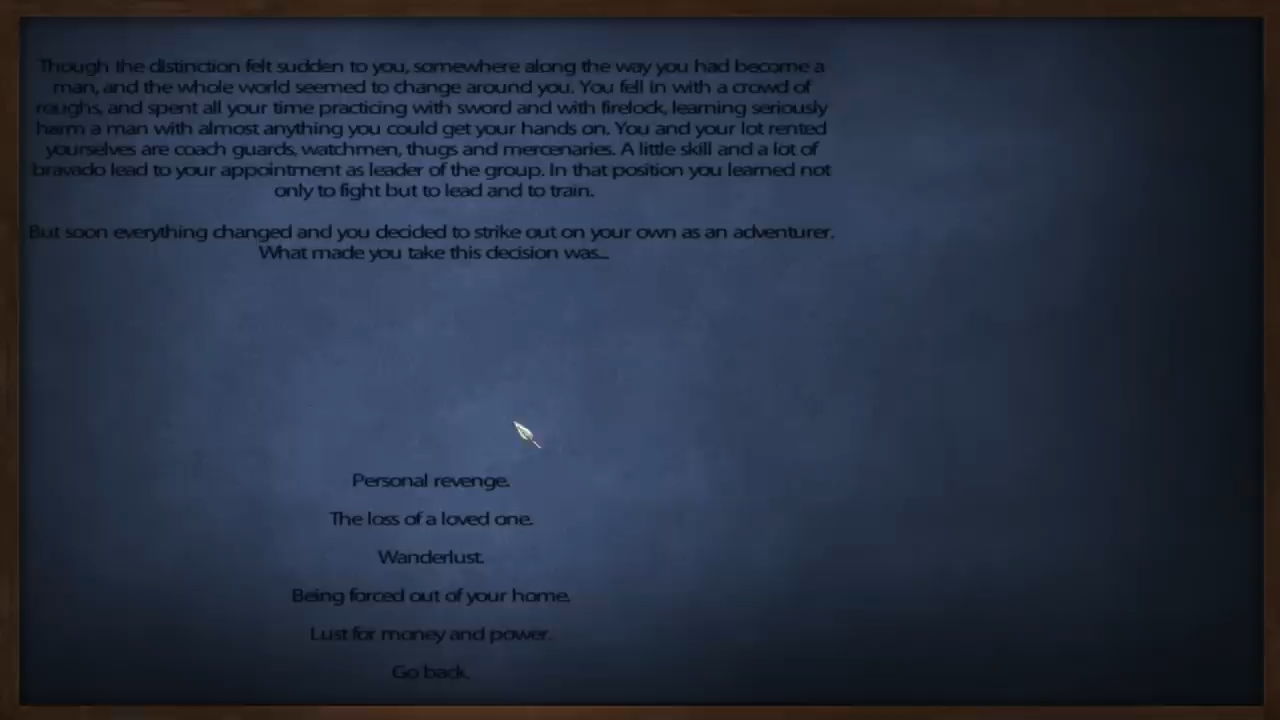 Though the distinction felt sudden to you, somewhere along the way you had become a
man, and the whole world seemed to change around you. You fell in with a crowd of
roughs, and spent all your time practicing with sword and with firelock, learning seriously
harm a man with almost anything you could get your hands on. You and your lot rented
yourselves are coach guards, watchmen, thugs and mercenaries. A little skill and a lot of
bravado lead to your appointment as leader of the group. In that position you learned not
only to fight but to lead and to train.
But soon everything changed and you decided to strike out on your own as an adventurer.
What made you take this decision was...
Personal revenge.
The loss of a loved one.
Wanderlust.
Being forced out of your home.
Lust for money and power.
Go back.